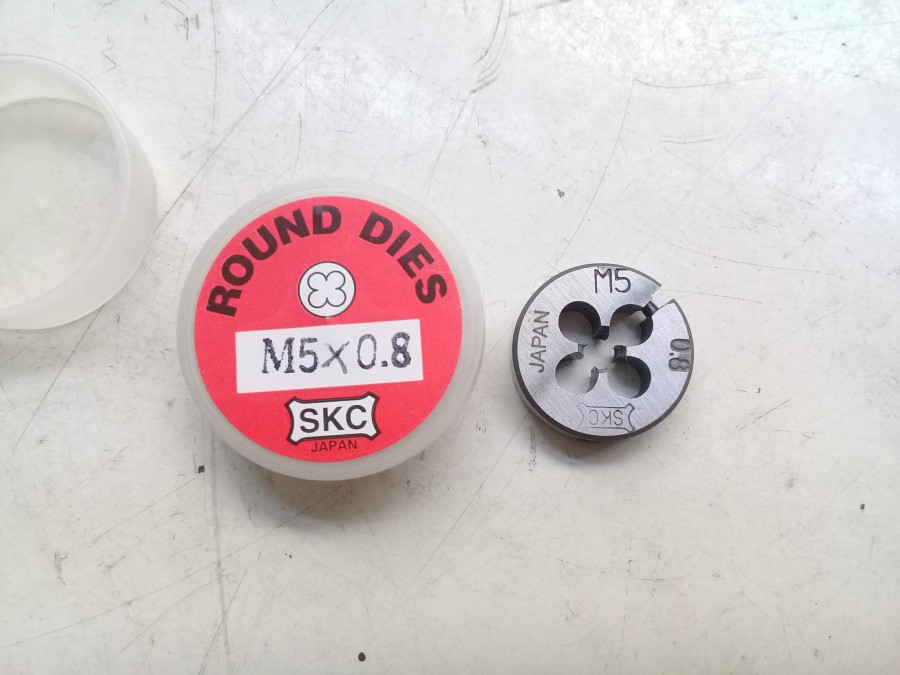 ROUND DIES
M5×0.8
SKC
JAPAN
M5
0.8
JAPAN
SKC